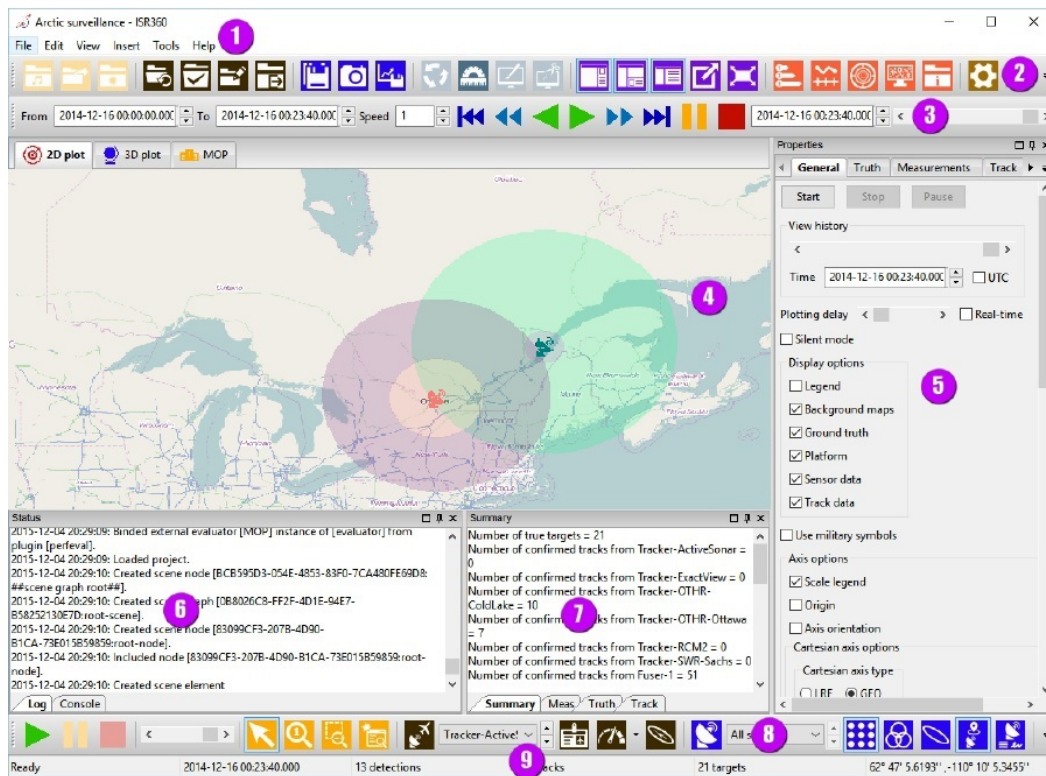 Arctic surveillance - ISR360
File Edit View Insert Tools Help
1
2
From 2014-12-16 00:00:00.000 To 2014-12-16 00:23:40.000 Speed 1 2014-12-16 00:23:40.000
3
2D plot 3D plot MOP
Ontario
Quebec
Ontario
Minnesota
Michigan
Maine
Vermont
New York
Connecticut
4
Properties
General Truth Measurements Track
Start Stop Pause
View history
Time 2014-12-16 00:23:40.000 UTC
Plotting delay Real-time
Silent mode
Display options
Legend
Background maps
Ground truth
Platform
Sensor data
Track data
5
Use military symbols
Axis options
Scale legend
Origin
Axis orientation
Cartesian axis options
Cartesian axis type
LRF GEO
Status
2015-12-04 20:29:09: Binded external evaluator [MOP] instance of [evaluator] from
plugin [perfeval].
2015-12-04 20:29:09: Loaded project.
2015-12-04 20:29:10: Created scene node [BCB595D3-054E-4853-83F0-7CA480FE69D8:
##scene graph root##].
2015-12-04 20:29:10: Created scene graph [0B8026C8-FF2F-4D1E-94E7-
B58252130E7D:root-scene].
2015-12-04 20:29:10: Created scene node [83099CF3-207B-4D90-
B1CA-73E015B59859:root-node].
2015-12-04 20:29:10: Included node [83099CF3-207B-4D90-B1CA-73E015B59859:root-
node].
2015-12-04 20:29:10: Created scene element
6
Log Console
Summary
Number of true targets = 21
Number of confirmed tracks from Tracker-ActiveSonar =
0
Number of confirmed tracks from Tracker-ExactView = 0
Number of confirmed tracks from Tracker-OTHR-
ColdLake = 10
Number of confirmed tracks from Tracker-OTHR-Ottawa
= 7
Number of confirmed tracks from Tracker-RCM2 = 0
Number of confirmed tracks from Tracker-SWR-Sachs = 0
Number of confirmed tracks from Fuser-1 = 51
7
Summary Meas Truth Track
Tracker-Active!
All s
8
9
Ready 2014-12-16 00:23:40.000 13 detections 21 targets 62° 47' 5.6193'', -110° 10' 5.3455''